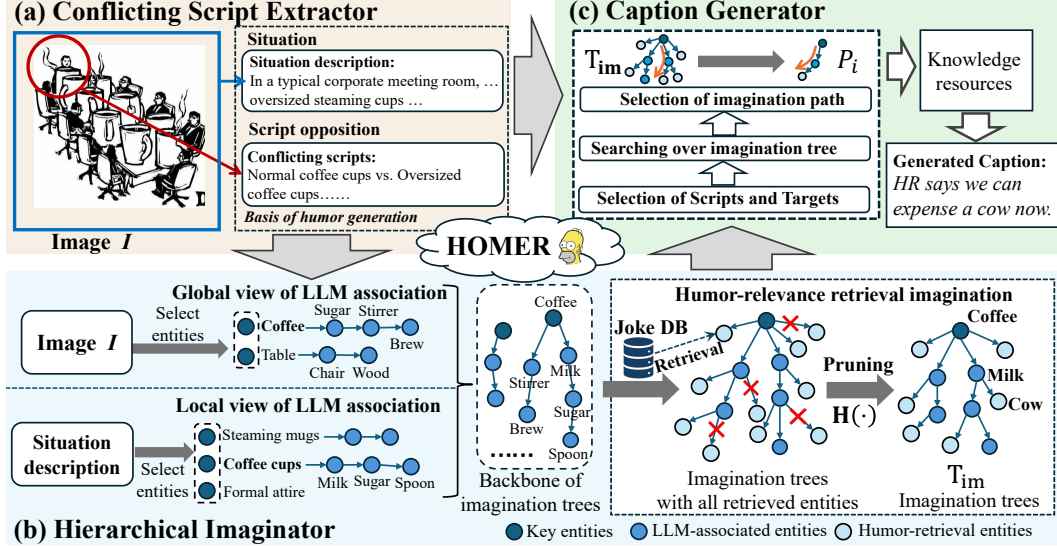 (a) Conflicting Script Extractor
Situation
Situation description:
In a typical corporate meeting room, …
oversized steaming cups …
Script opposition
Conflicting scripts:
Normal coffee cups vs. Oversized
coffee cups……
Basis of humor generation
D
Image I
(c) Caption Generator
T_im
P_i
Selection of imagination path
Searching over imagination tree
Selection of Scripts and Targets
Knowledge
resources
Generated Caption:
HR says we can
expense a cow now.
HOMER
Global view of LLM association
Image I
Select
entities
Coffee
Sugar
Stirrer
Brew
Table
Chair
Wood
Local view of LLM association
Situation
description
Select
entities
Steaming mugs
Coffee cups
Milk
Sugar
Spoon
Formal attire
Coffee
Stirrer
Milk
Brew
Sugar
Spoon
……
Backbone of
imagination trees
Humor-relevance retrieval imagination
Joke DB
Retrieval
Imagination trees
with all retrieved entities
Pruning
H(·)
Coffee
Milk
Cow
T_im
Imagination trees
(b) Hierarchical Imaginator
Key entities
LLM-associated entities
Humor-retrieval entities